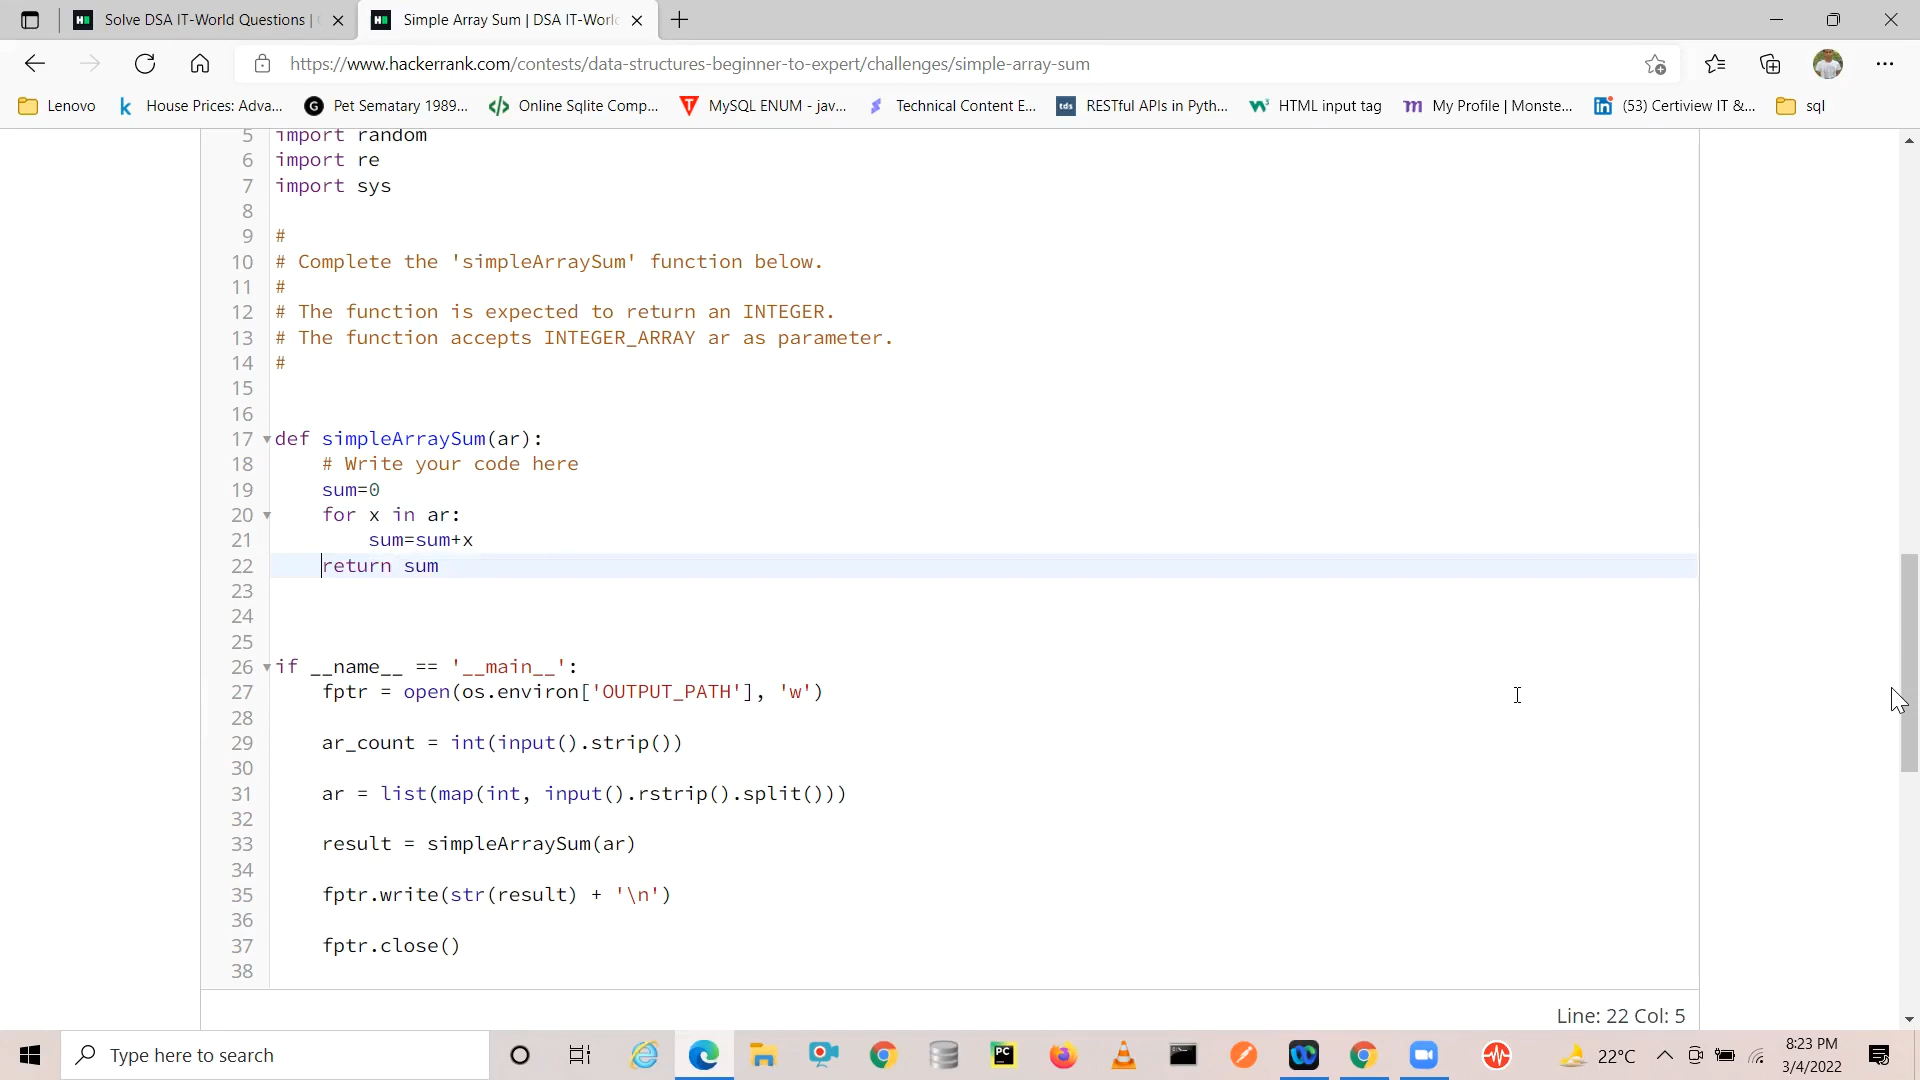 Solve DSA IT-World Questions |
Simple Array Sum | DSA IT-Worl
https://www.hackerrank.com/contests/data-structures-beginner-to-expert/challenges/simple-array-sum
Lenovo
House Prices: Adva...
Pet Sematary 1989...
Online Sqlite Comp...
MySQL ENUM - jav...
Technical Content E...
RESTful APIs in Pyth...
HTML input tag
My Profile | Monste...
(53) Certiview IT &...
sql
5 import random
6 import re
7 import sys
8
9 #
10 # Complete the 'simpleArraySum' function below.
11 #
12 # The function is expected to return an INTEGER.
13 # The function accepts INTEGER_ARRAY ar as parameter.
14 #
15
16
17 def simpleArraySum(ar):
18 # Write your code here
19 sum=0
20 for x in ar:
21 sum=sum+x
22 return sum
23
24
25
26 if __name__ == '__main__':
27 fptr = open(os.environ['OUTPUT_PATH'], 'w')
28
29 ar_count = int(input().strip())
30
31 ar = list(map(int, input().rstrip().split()))
32
33 result = simpleArraySum(ar)
34
35 fptr.write(str(result) + '\n')
36
37 fptr.close()
38
Line: 22 Col: 5
Type here to search
22°C
8:23 PM
3/4/2022